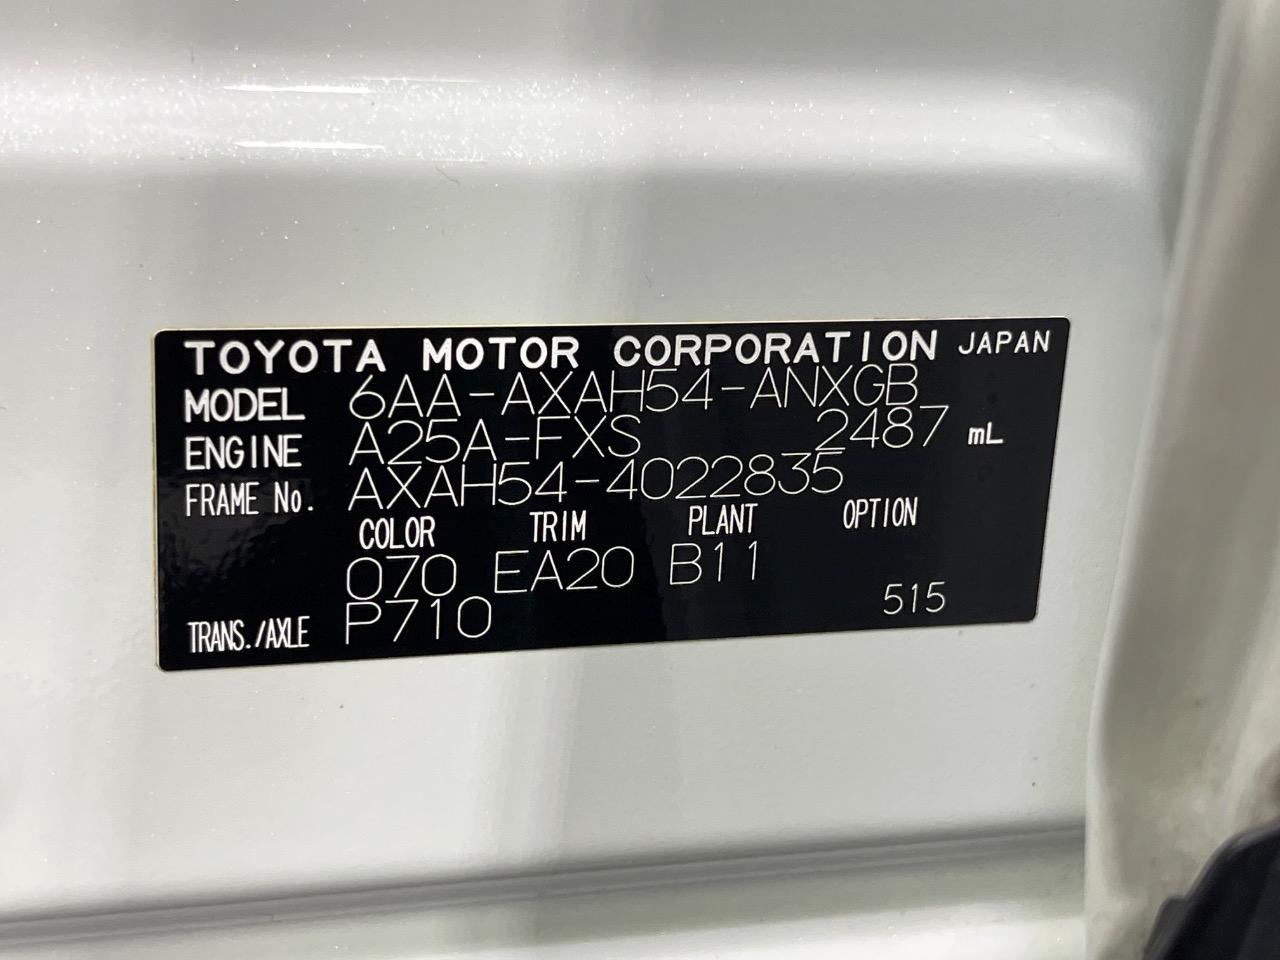 TOYOTA MOTOR CORPORATION JAPAN
MODEL 6AA-AXAH54-ANXGB
ENGINE A25A-FXS 2487 mL
FRAME No. AXAH54-4022835
COLOR TRIM PLANT OPTION
070 EA20 B11
TRANS./AXLE P710 515